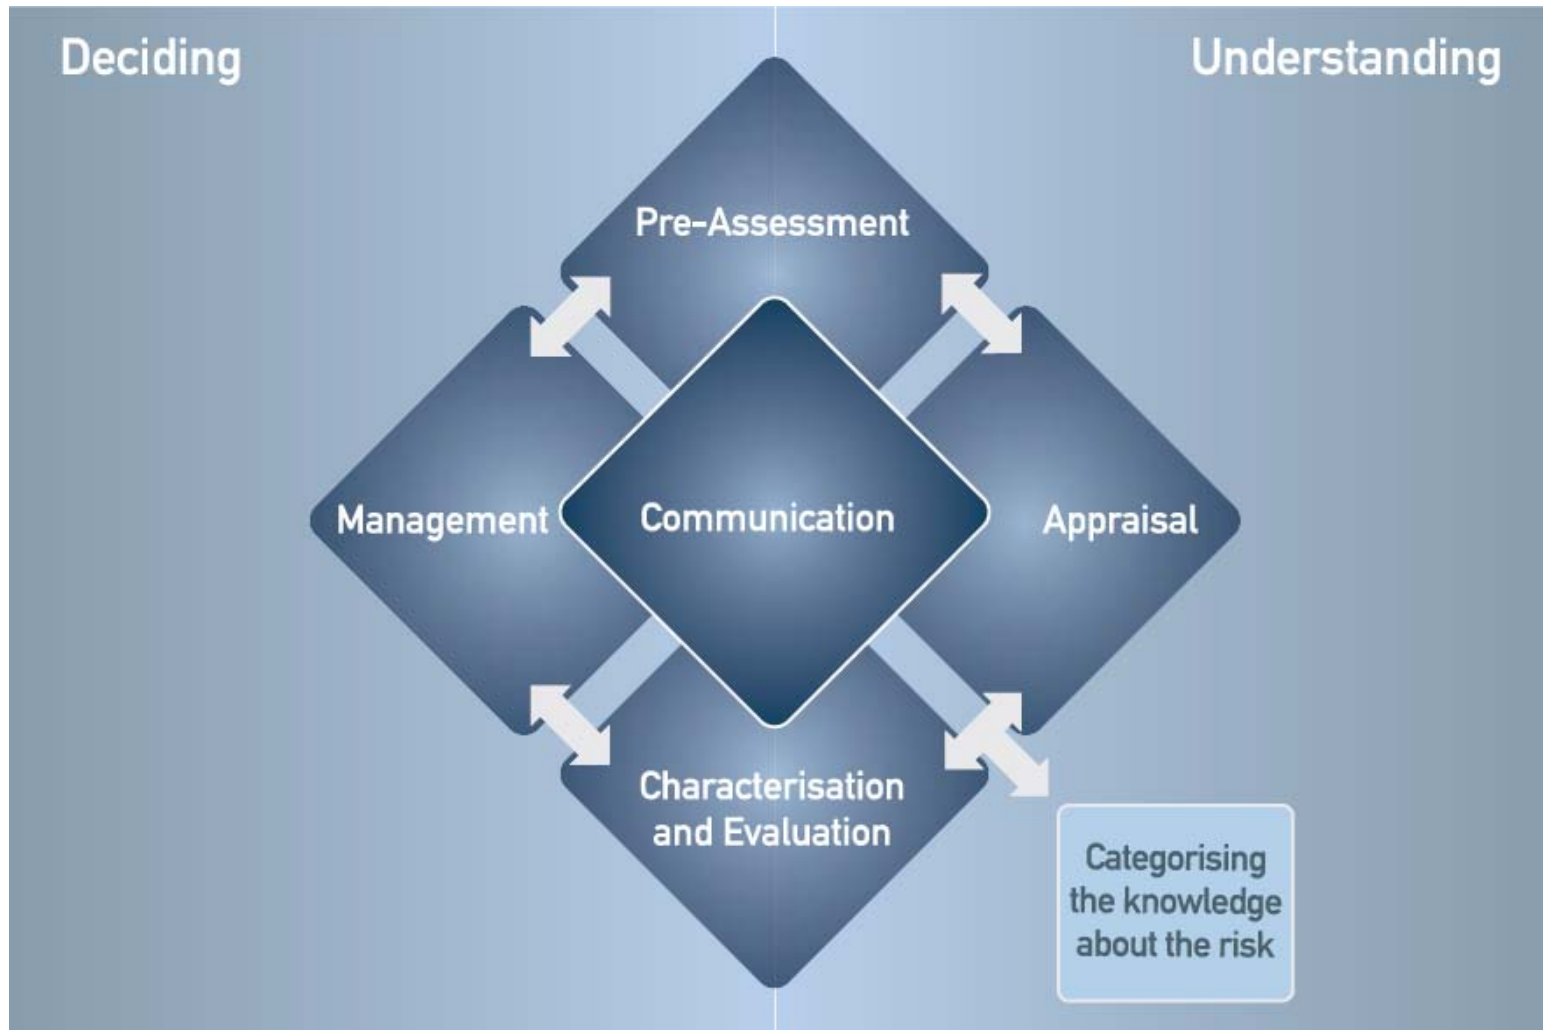 Deciding
Understanding
Pre-Assessment
Management
Communication
Appraisal
Characterisation
and Evaluation
Categorising
the knowledge
about the risk